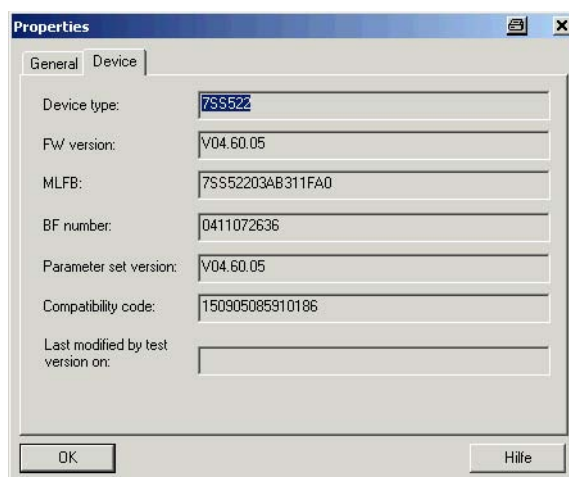 Properties
General Device
Device type: 7SS522
FW version: V04.60.05
MLFB: 7SS52203AB311FA0
BF number: 0411072636
Parameter set version: V04.60.05
Compatibility code: 150905085910186
Last modified by test
version on:
OK Hilfe